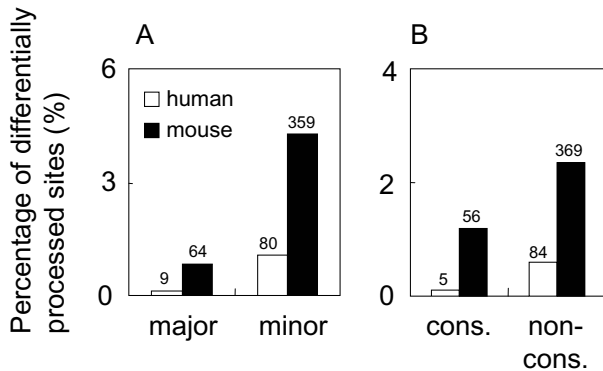 A
B
Percentage of differentially
processed sites (%)
6
3
0
human
mouse
9
64
80
359
major
minor
4
2
0
5
56
84
369
cons.
non-
cons.